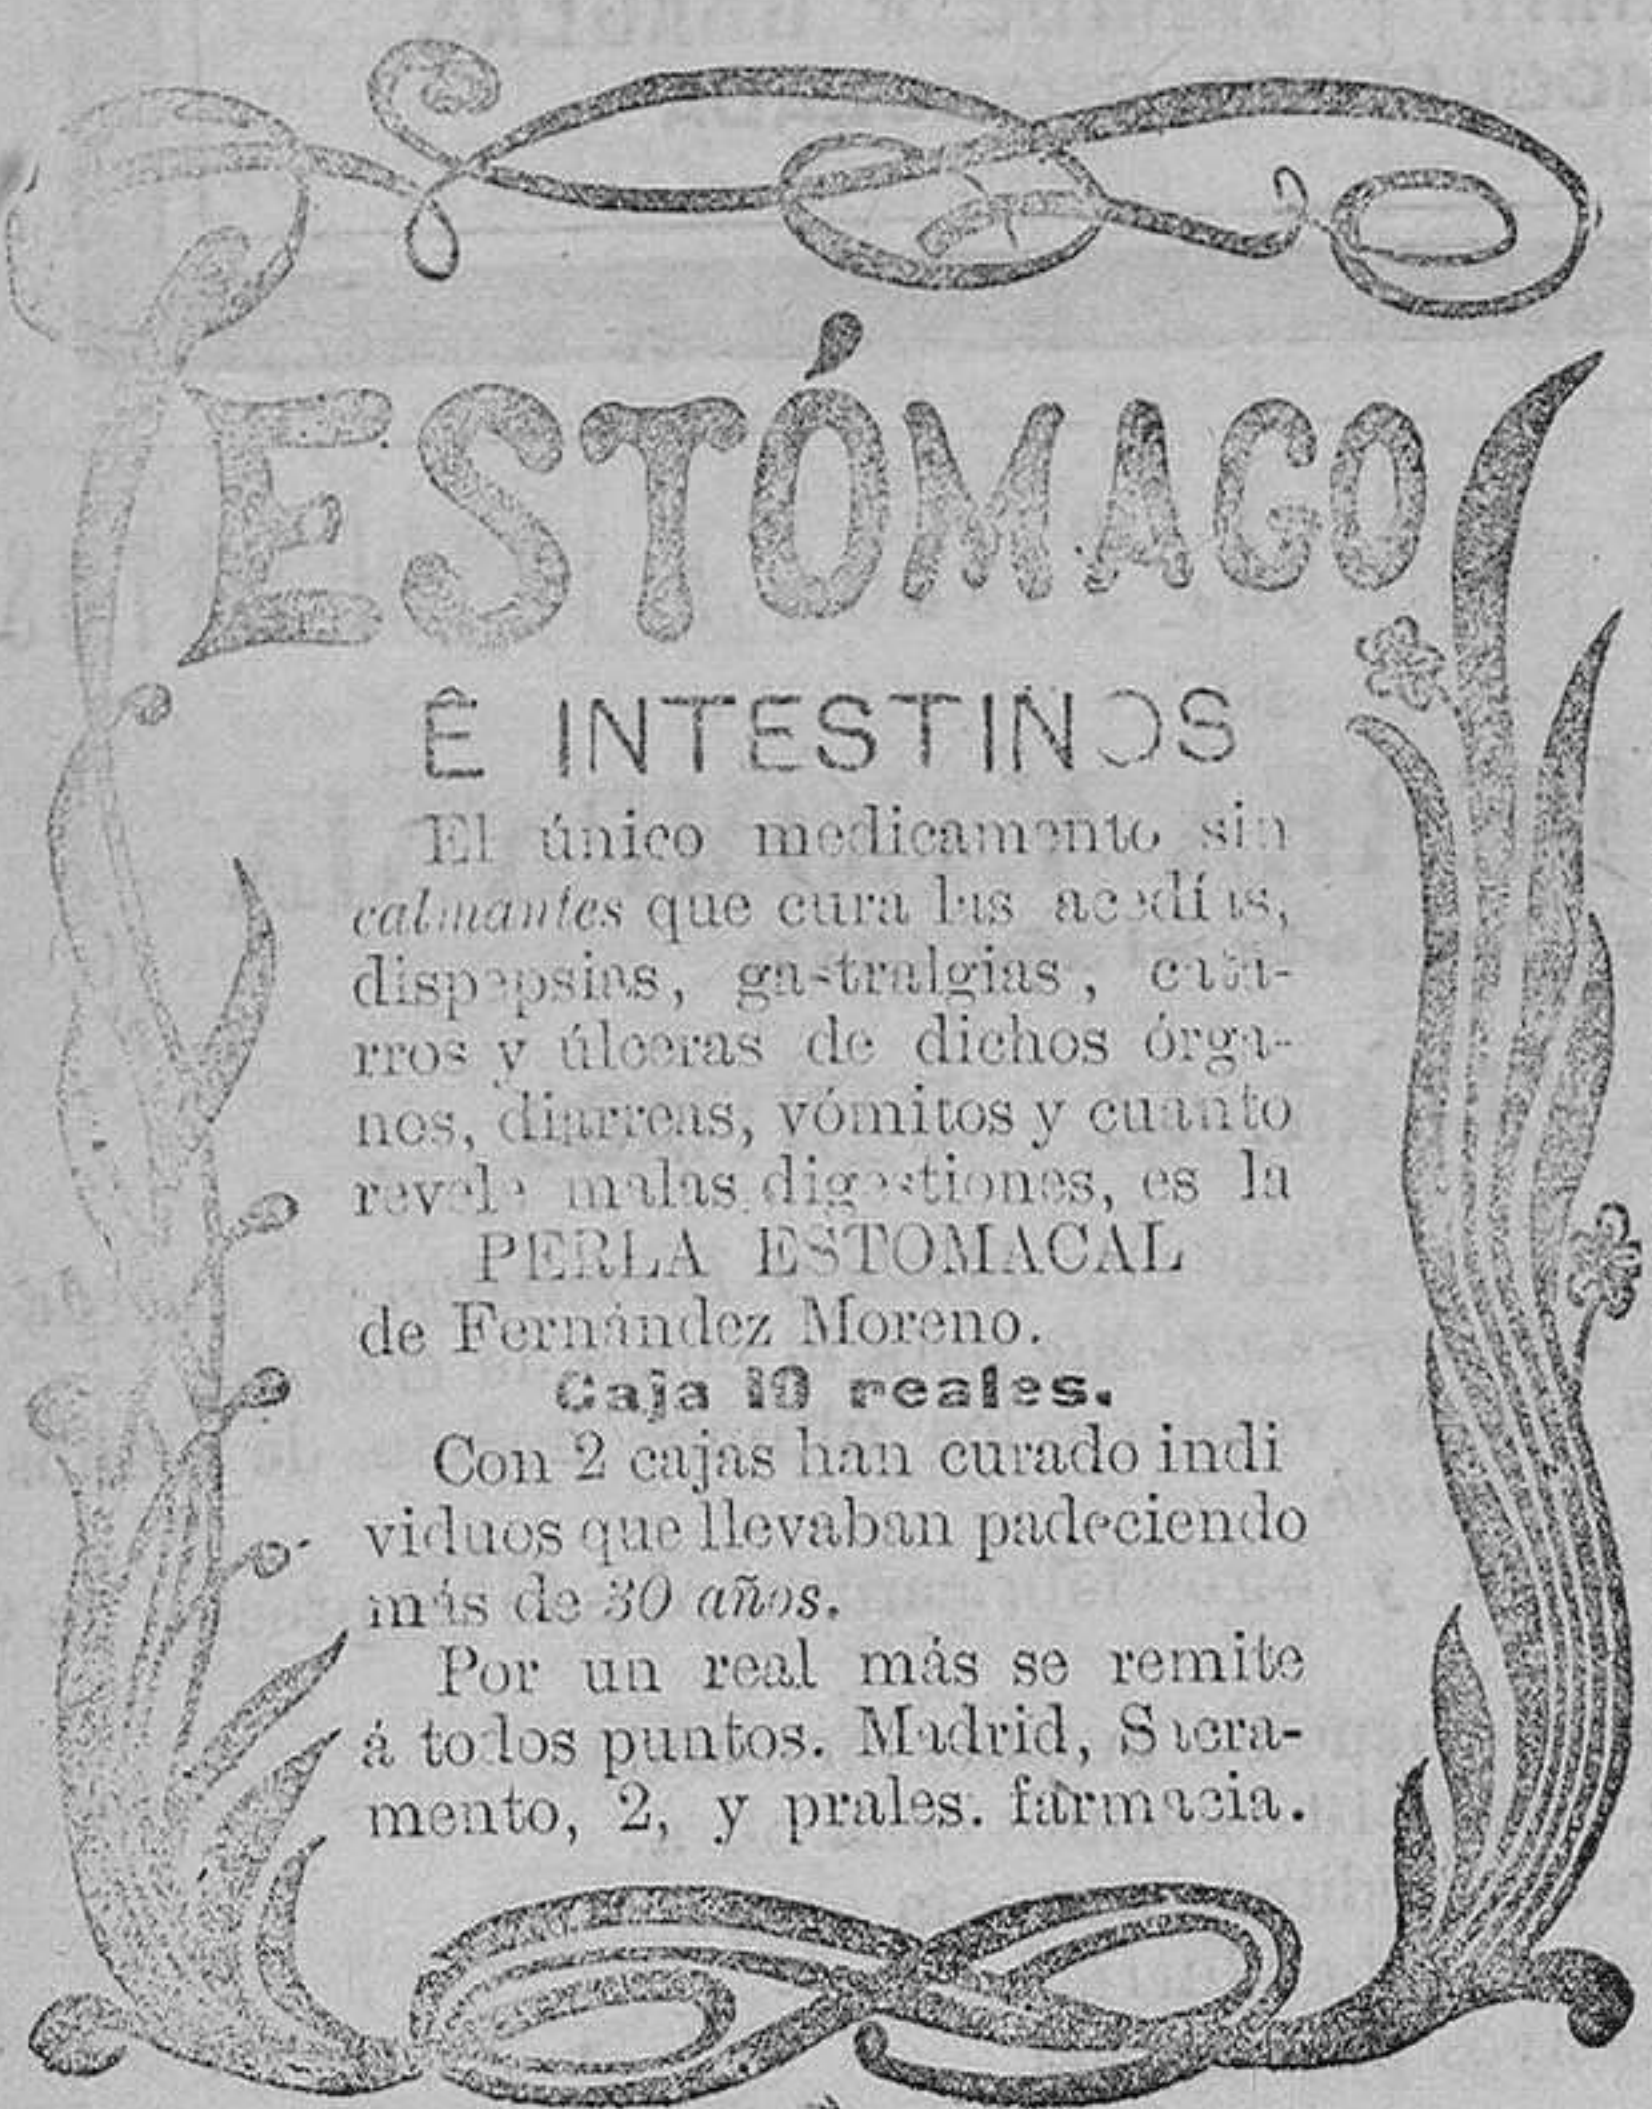 ESTÓMAGO
Ê INTESTINOS
El único medicamento sin
calmantes que cura las acedías,
dispepsias, gastralgias, cata-
rros y úlceras de dichos órga-
nos, diarreas, vómitos y cuanto
revele malas digestiones, es la
PERLA ESTOMACAL
de Fernández Moreno.
Caja 10 reales.
Con 2 cajas han curado indi
viduos que llevaban padeciendo
más de 30 años.
Por un real más se remite
á todos puntos. Madrid, Sacra-
mento, 2, y prales. farmacia.